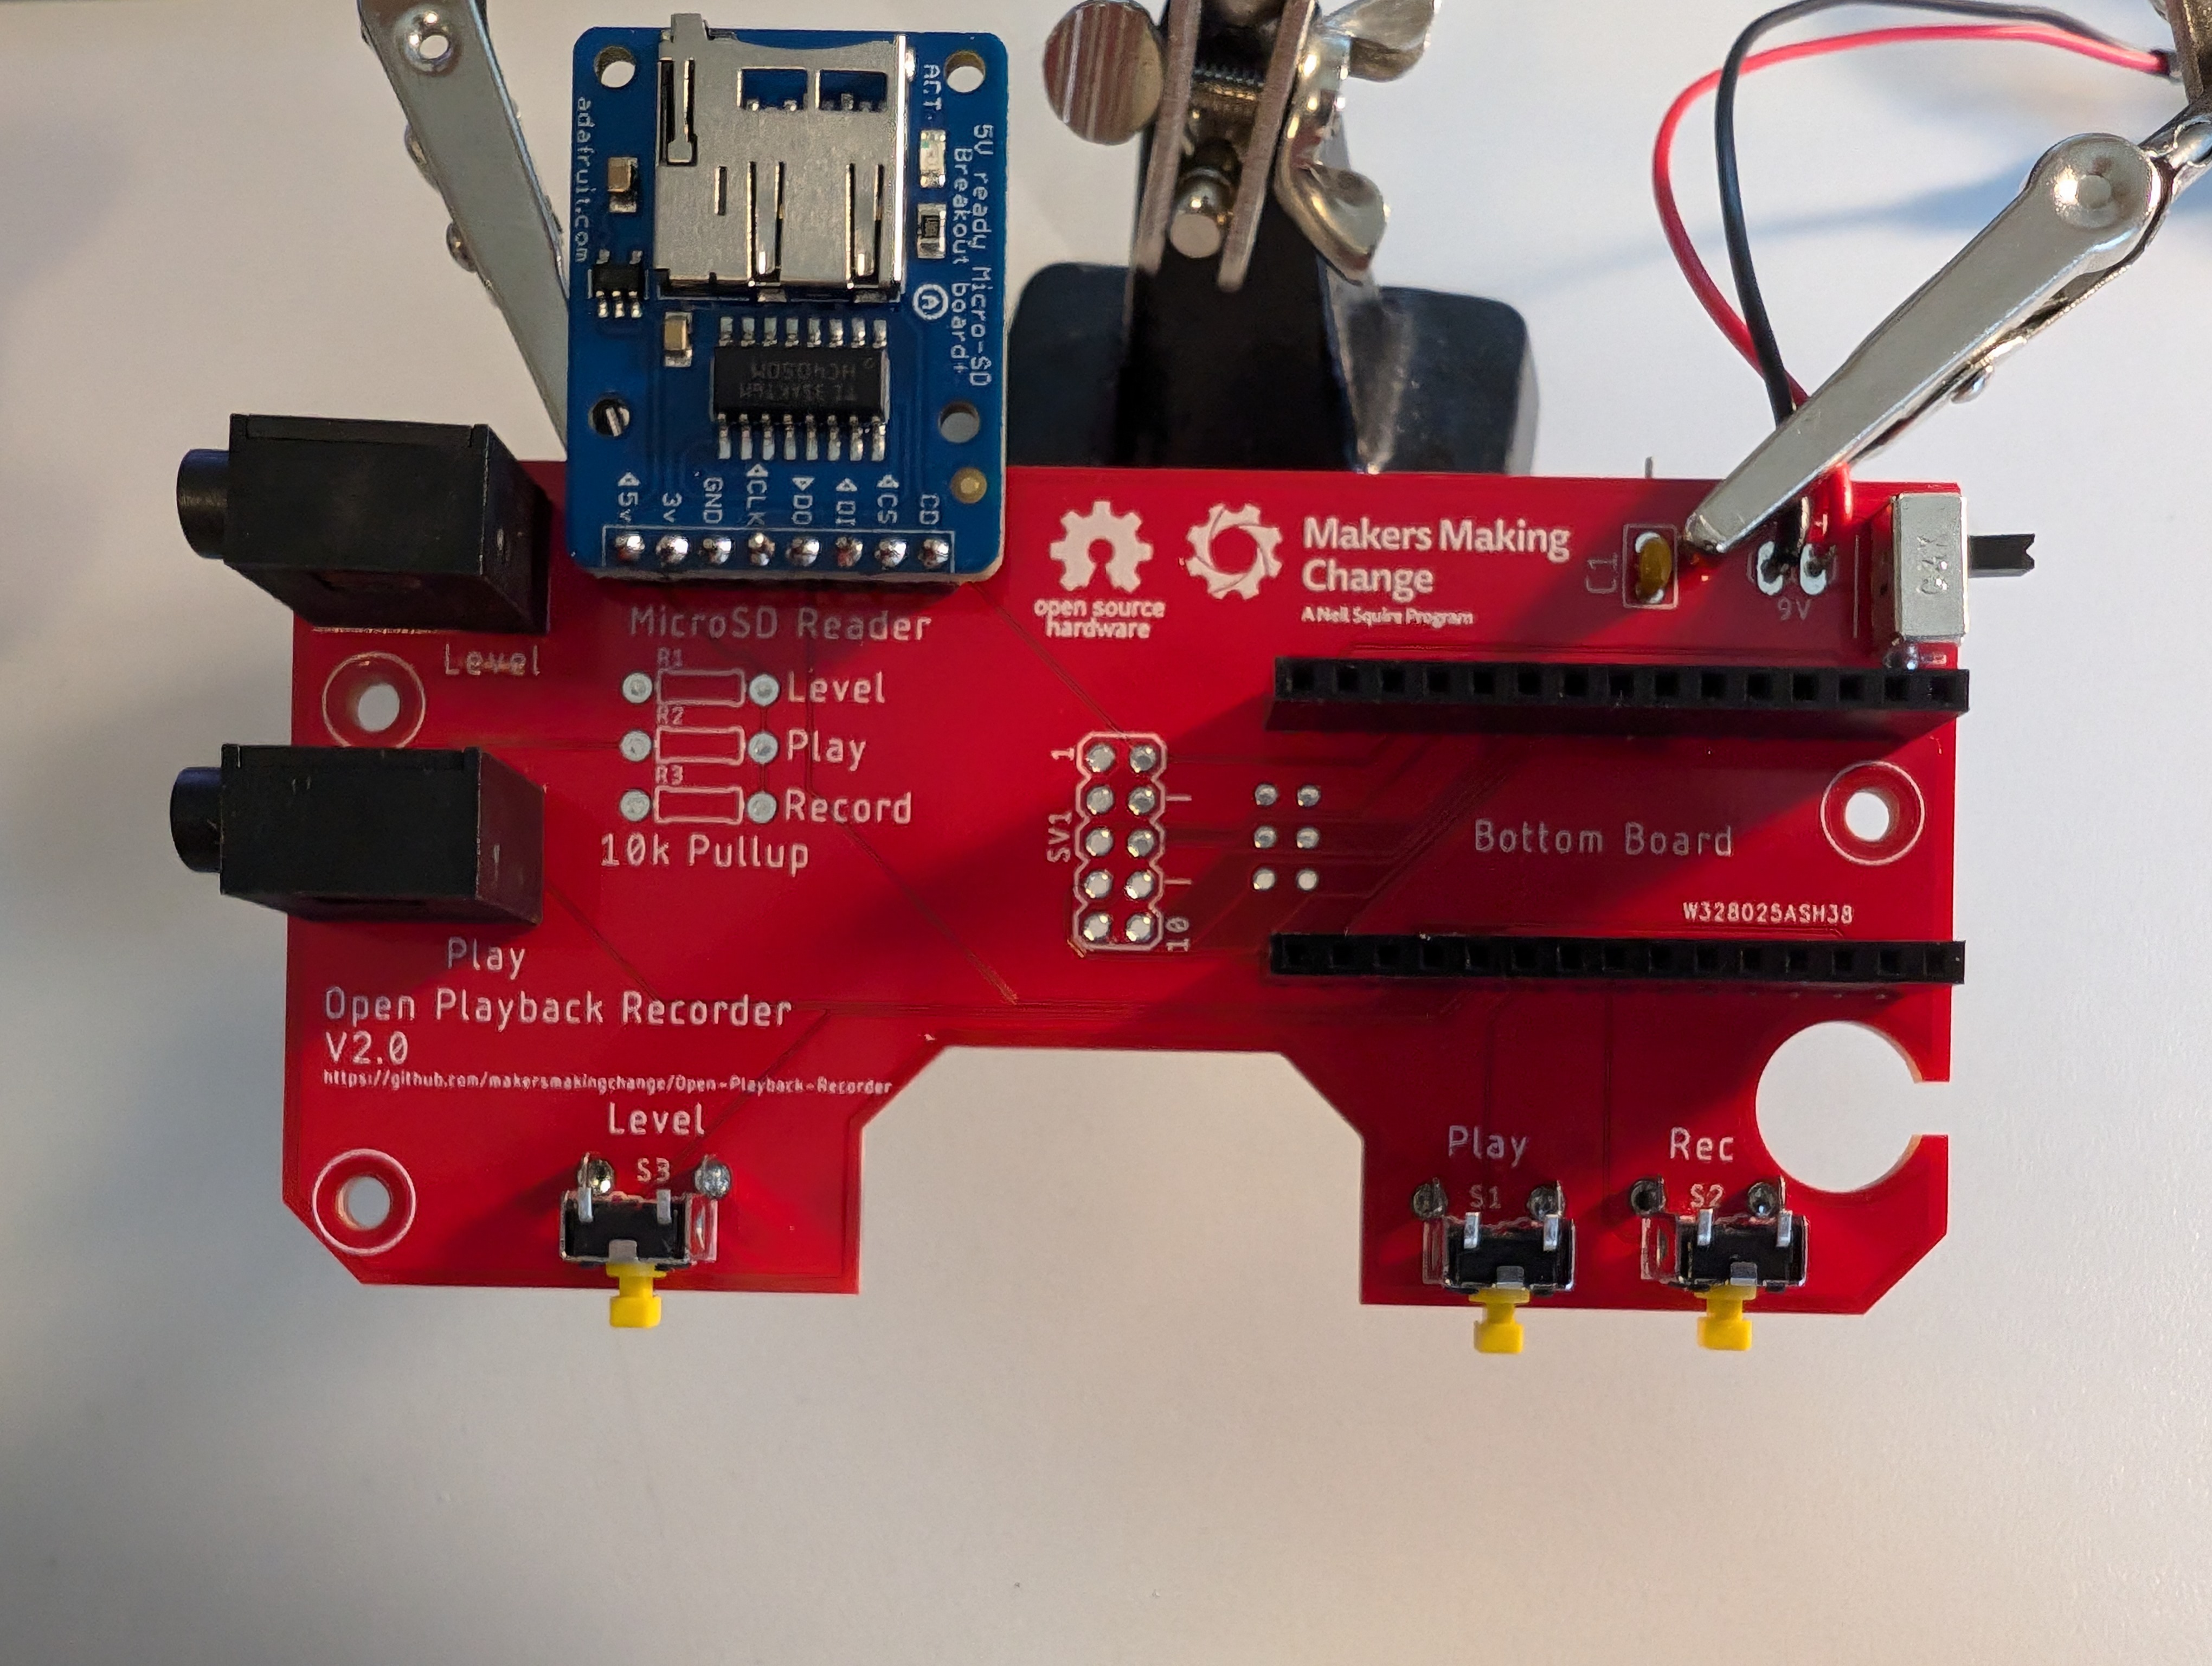 adafruit.com
ACT
5V ready Micro-SD
Breakout board+
HC4050M
5v
3v
GND
CLK
DO
DI
CS
CD
MicroSD Reader
open source
hardware
Makers Making
Change
A Neil Squire Program
C1
9V
Level
R1
Level
R2
Play
R3
Record
10k Pullup
1
SV1
10
Bottom Board
W328025ASH38
Play
Open Playback Recorder
V2.0
https://github.com/makersmakingchange/Open-Playback-Recorder
Level
S3
Play
S1
Rec
S2